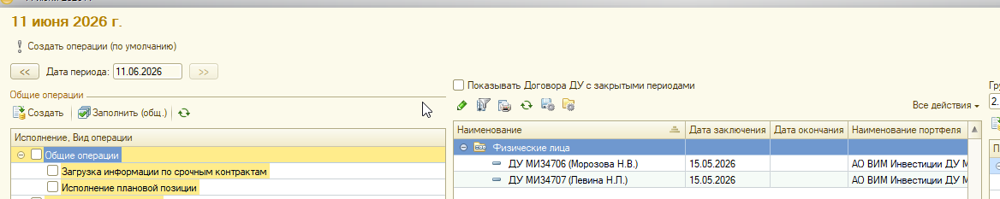 11 июня 2026 г.
Создать операции (по умолчанию)
<< Дата периода: 11.06.2026 >>
Общие операции
Создать Заполнить (общ.)
Исполнение, Вид операции
Общие операции
Загрузка информации по срочным контрактам
Исполнение плановой позиции
Показывать Договора ДУ с закрытыми периодами
Все действия
Наименование Дата заключения Дата окончания Наименование портфеля
Физические лица
ДУ МИ34706 (Морозова Н.В.) 15.05.2026 АО ВИМ Инвестиции ДУ М
ДУ МИ34707 (Левина Н.Л.) 15.05.2026 АО ВИМ Инвестиции ДУ М
Гру
2.